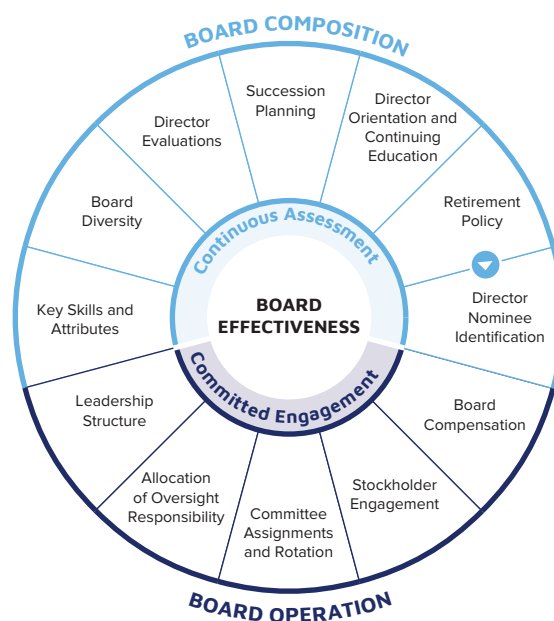 BOARD COMPOSITION
Succession
Planning
Director
Orientation and
Continuing
Education
Retirement
Policy
Director
Nominee
Identification
Board
Compensation
Stockholder
Engagement
Committee
Assignments
and Rotation
Allocation
of Oversight
Responsibility
Leadership
Structure
Key Skills and
Attributes
Board
Diversity
Director
Evaluations
Continuous Assessment
BOARD
EFFECTIVENESS
Committed Engagement
BOARD OPERATION